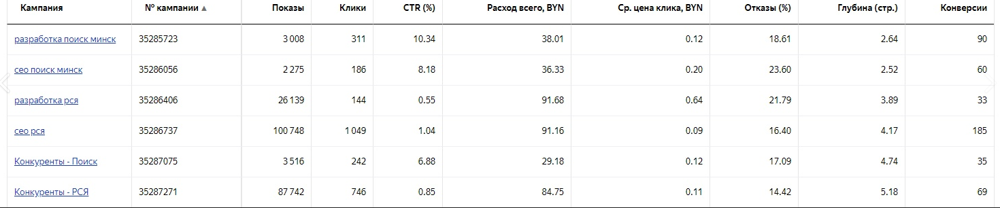 Кампания № кампании ▲ Показы Клики CTR (%) Расход всего, BYN Ср. цена клика, BYN Отказы (%) Глубина (стр.) Конверсии
разработка поиск минск 35285723 3 008 311 10.34 38.01 0.12 18.61 2.64 90
сео поиск минск 35286056 2 275 186 8.18 36.33 0.20 23.60 2.52 60
разработка рся 35286406 26 139 144 0.55 91.68 0.64 21.79 3.89 33
сео рся 35286737 100 748 1 049 1.04 91.16 0.09 16.40 4.17 185
Конкуренты - Поиск 35287075 3 516 242 6.88 29.18 0.12 17.09 4.74 35
Конкуренты - РСЯ 35287271 87 742 746 0.85 84.75 0.11 14.42 5.18 69